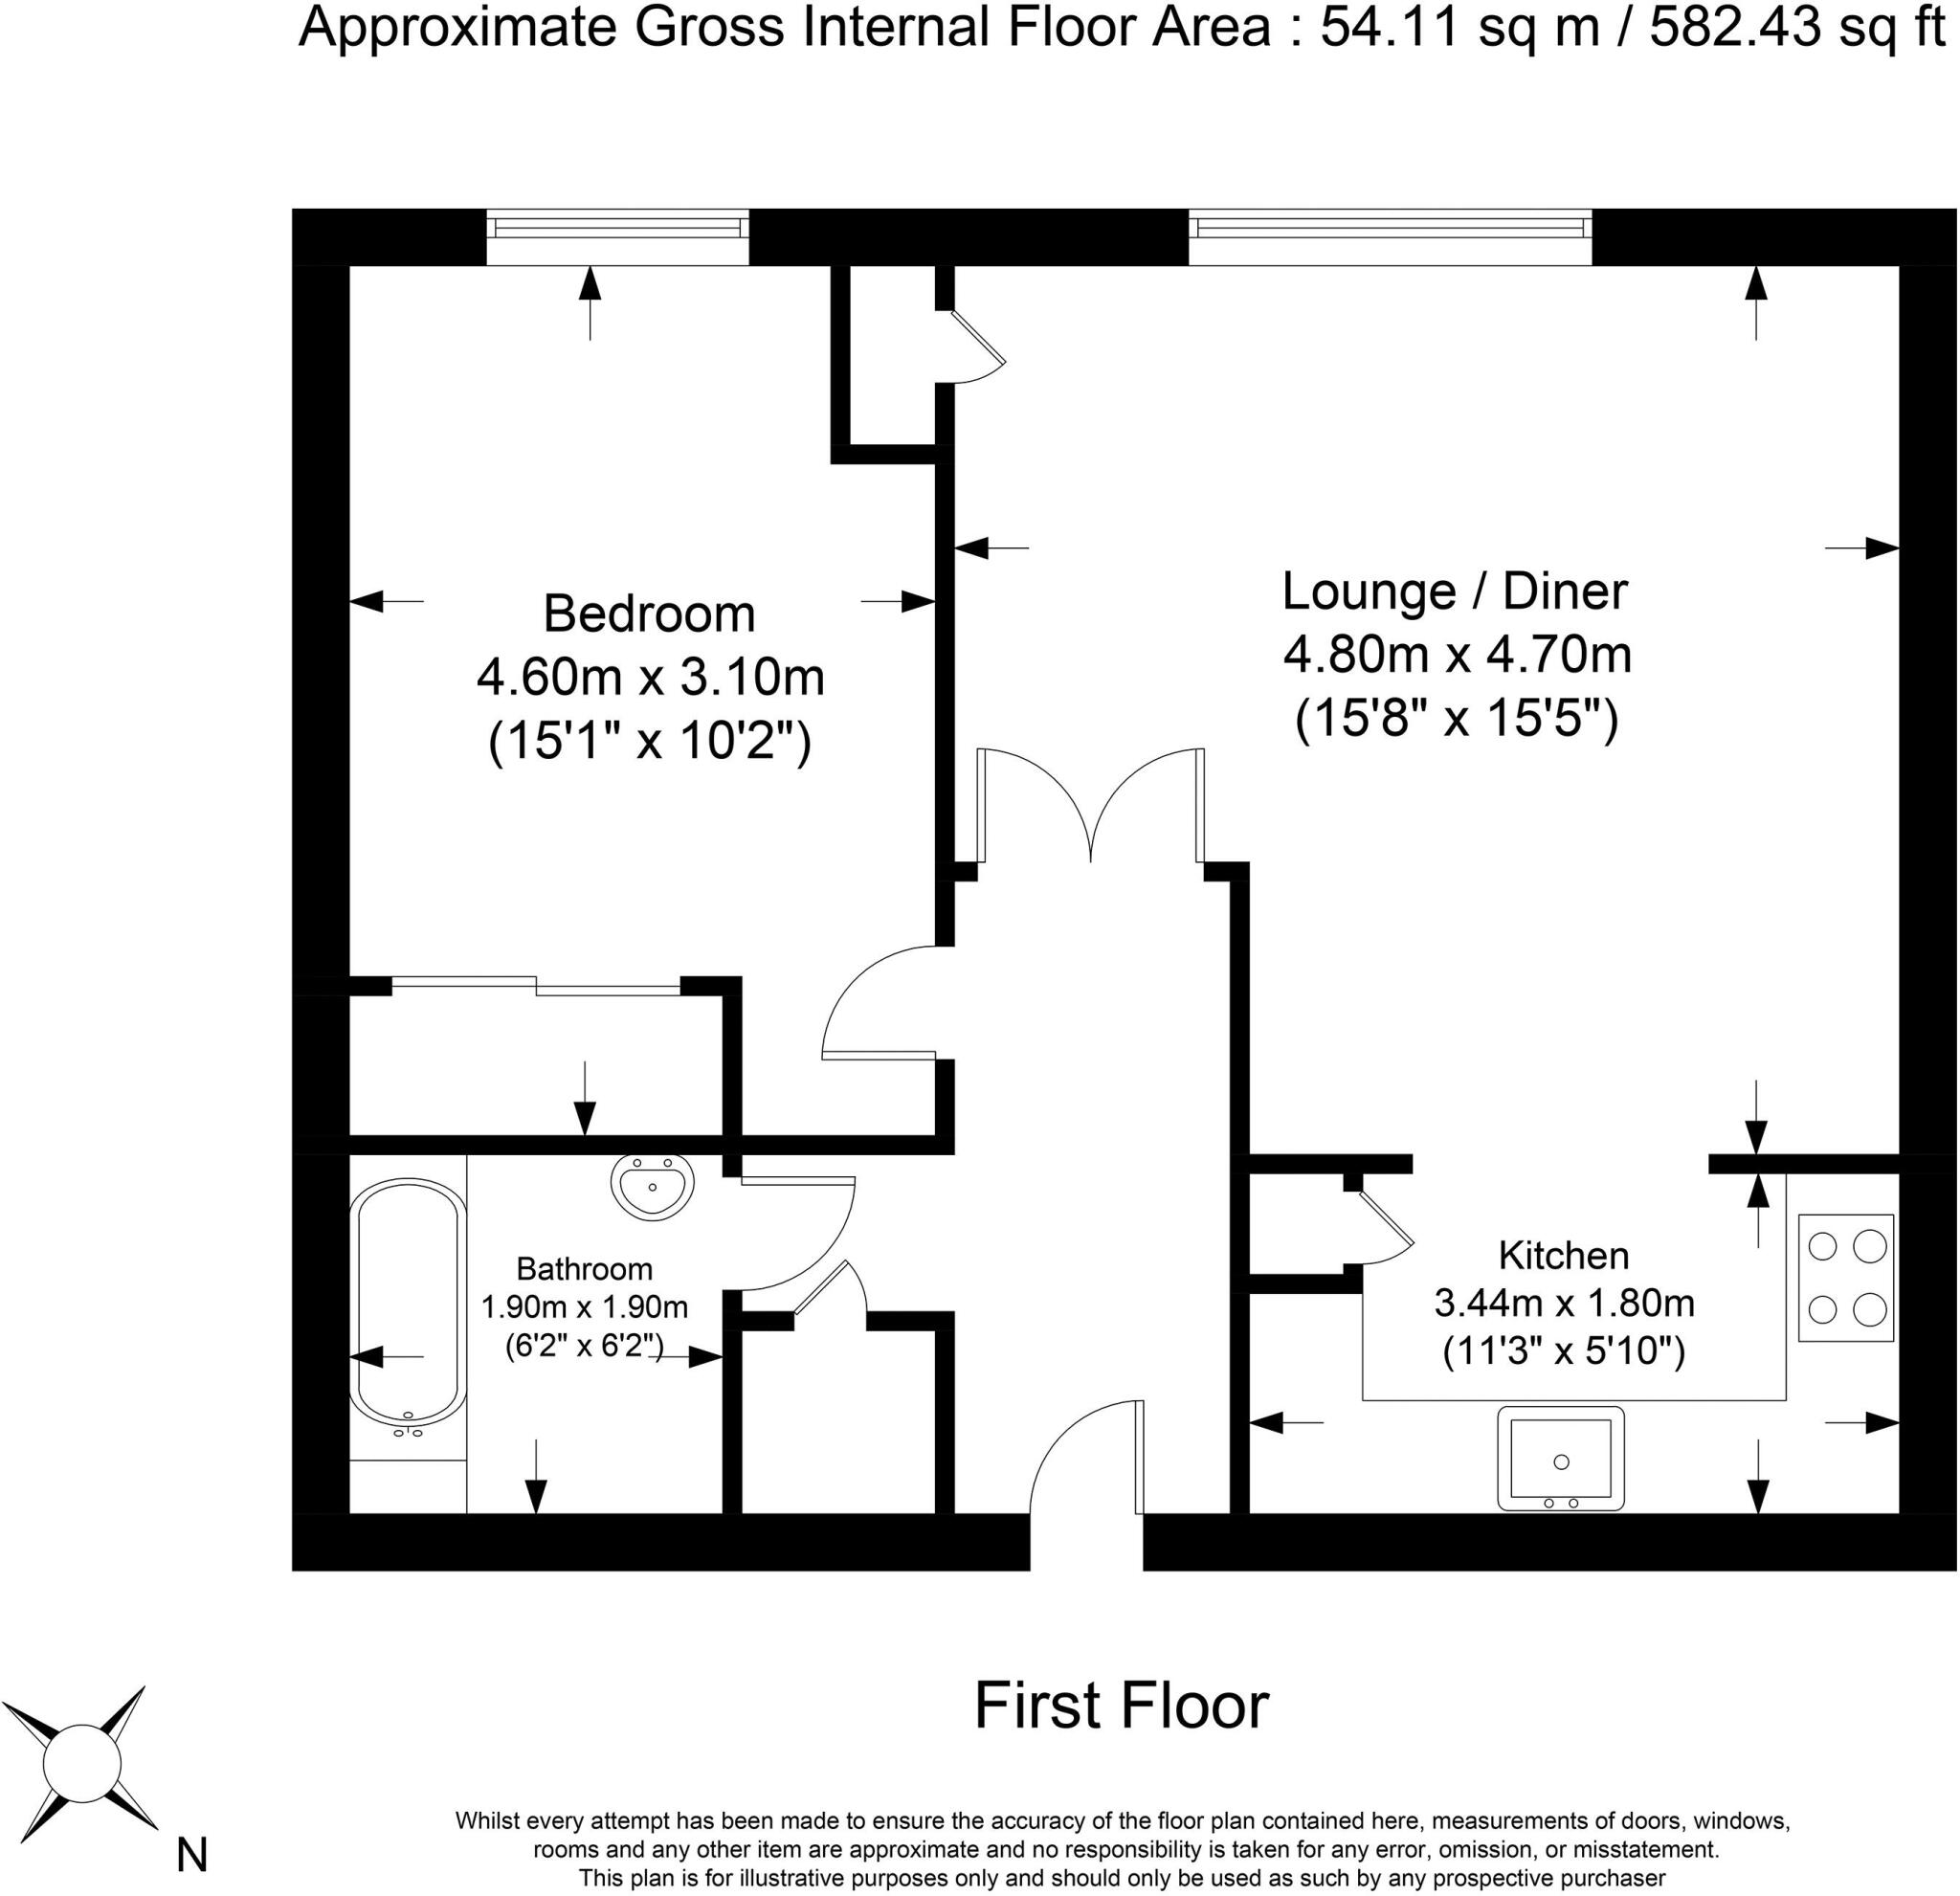 Approximate Gross Internal Floor Area : 54.11 sq m / 582.43 sq ft
Bedroom
4.60m x 3.10m
(15'1" x 10'2")
Lounge / Diner
4.80m x 4.70m
(15'8" x 15'5")
Bathroom
1.90m x 1.90m
(6'2" x 6'2")
Kitchen
3.44m x 1.80m
(11'3" x 5'10")
First Floor
N
Whilst every attempt has been made to ensure the accuracy of the floor plan contained here, measurements of doors, windows,
rooms and any other item are approximate and no responsibility is taken for any error, omission, or misstatement.
This plan is for illustrative purposes only and should only be used as such by any prospective purchaser